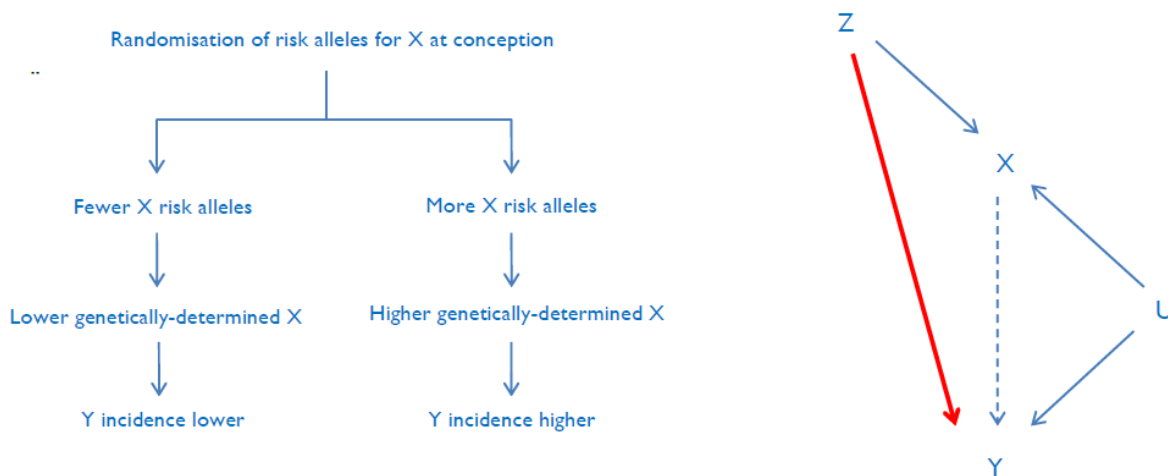 Randomisation of risk alleles for X at conception
..
Fewer X risk alleles
More X risk alleles
Lower genetically-determined X
Higher genetically-determined X
Y incidence lower
Y incidence higher
Z
X
U
Y